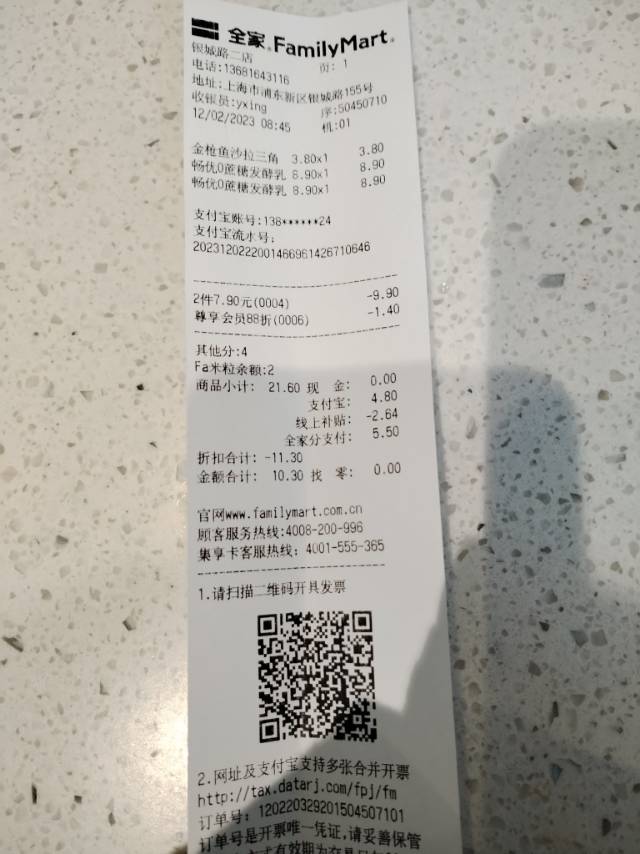 全家 FamilyMart
银城路二店
电话:13681643116 页: 1
地址:上海市浦东新区银城路155号
收银员:yxing 序:50450710
12/02/2023 08:45 机:01
金枪鱼沙拉三角 3.80x1 3.80
畅优0蔗糖发酵乳 8.90x1 8.90
畅优0蔗糖发酵乳 8.90x1 8.90
支付宝账号:138******24
支付宝流水号:
2023120222001466961426710646
2件7.90元(0004) -9.90
尊享会员88折(0006) -1.40
其他分:4
Fa米粒余额:2
商品小计: 21.60 现 金: 0.00
支付宝: 4.80
线上补贴: -2.64
全家分支付: 5.50
折扣合计: -11.30
金额合计: 10.30 找 零: 0.00
官网www.familymart.com.cn
顾客服务热线:4008-200-996
集享卡客服热线: 4001-555-365
1.请扫描二维码开具发票
2.网址及支付宝支持多张合并开票
http://tax.datarj.com/fpj/fm
订单号: 12022032920150450​7101
订单号是开票唯一凭证,请妥善保管